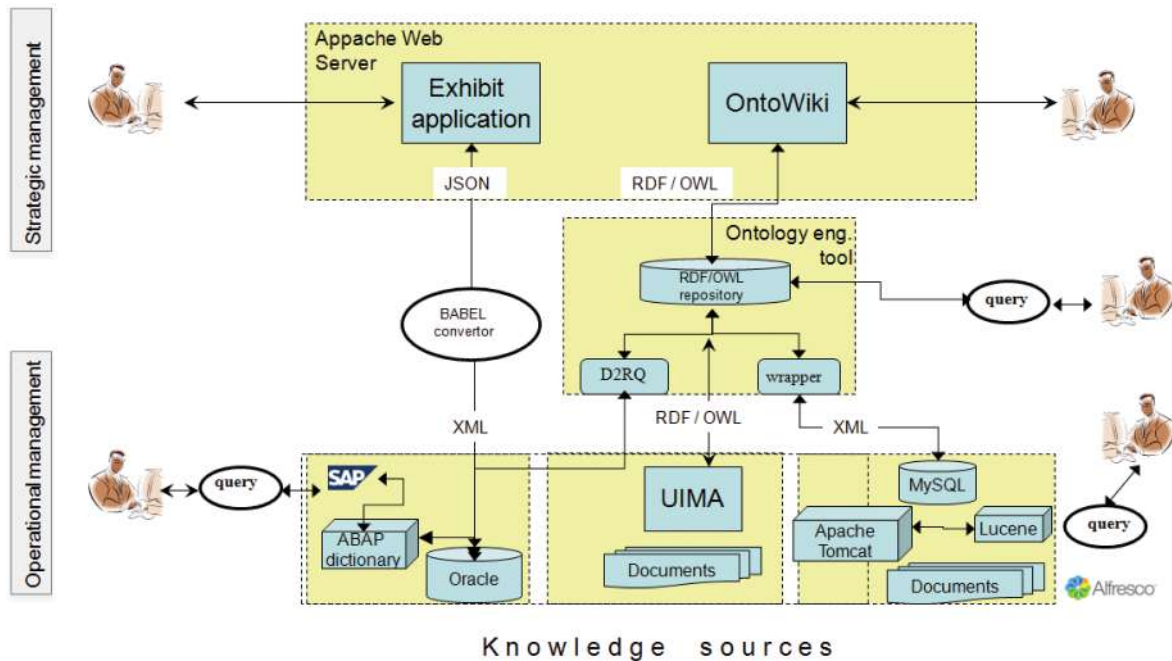 Strategic management
Appache Web
Server
Exhibit
application
OntoWiki
JSON
RDF / OWL
Ontology eng.
tool
RDF/OWL
repository
query
BABEL
convertor
D2RQ
wrapper
Operational management
XML
RDF / OWL
XML
query
SAP
ABAP
dictionary
Oracle
UIMA
Documents
MySQL
Apache
Tomcat
Lucene
Documents
query
Alfresco
Knowledge sources